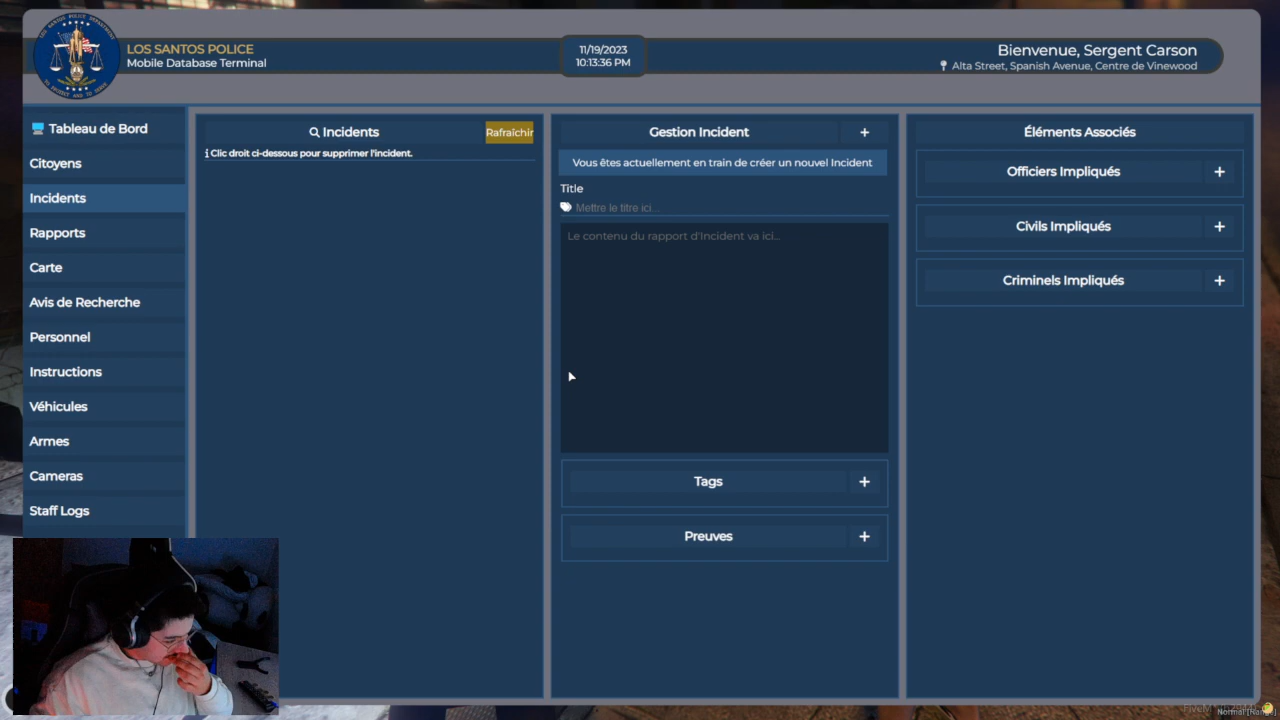 LOS SANTOS POLICE
Mobile Database Terminal
11/19/2023
10:13:36 PM
Bienvenue, Sergent Carson
Alta Street, Spanish Avenue, Centre de Vinewood
Tableau de Bord
Citoyens
Incidents
Rapports
Carte
Avis de Recherche
Personnel
Instructions
Véhicules
Armes
Cameras
Staff Logs
Incidents
Rafraîchir
Clic droit ci-dessous pour supprimer l'incident.
Gestion Incident
+
Vous êtes actuellement en train de créer un nouvel Incident
Title
Mettre le titre ici...
Le contenu du rapport d'Incident va ici...
Tags
+
Preuves
+
Éléments Associés
Officiers Impliqués
+
Civils Impliqués
+
Criminels Impliqués
+